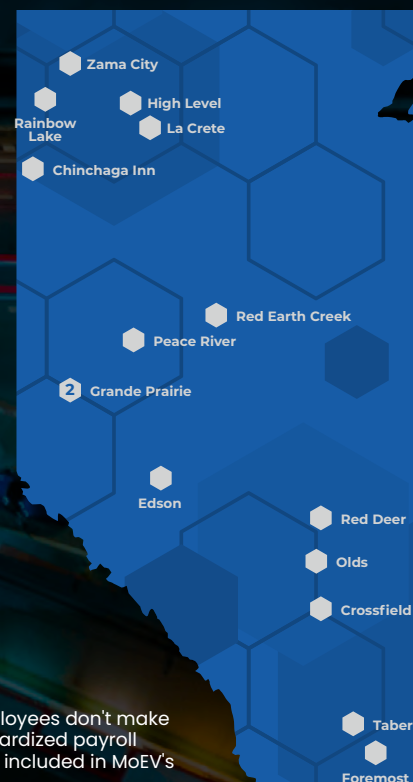 Zama City
High Level
Rainbow
Lake
La Crete
Chinchaga Inn
Red Earth Creek
Peace River
2
Grande Prairie
Edson
Red Deer
Olds
Crossfield
loyees don't make
ardized payroll
included in MoEV's
Taber
Foremost